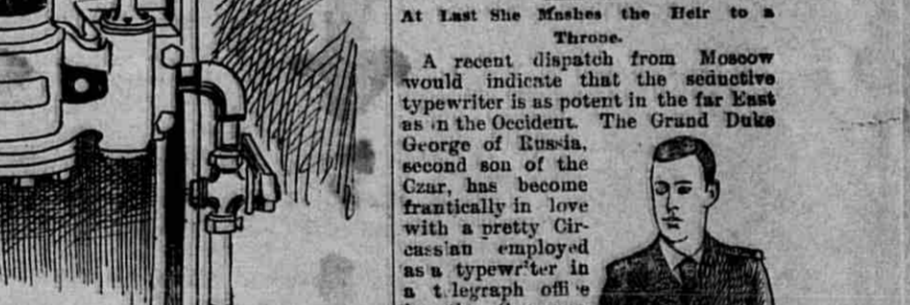 At Last She Mashes the Heir to a
Throne.
A recent dispatch from Moscow
would indicate that the seductive
typewriter is as potent in the far East
as in the Occident. The Grand Duke
George of Russia,
second son of the
Czar, has become
frantically in love
with a pretty Cir-
cassian employed
as a typewriter in
a telegraph office